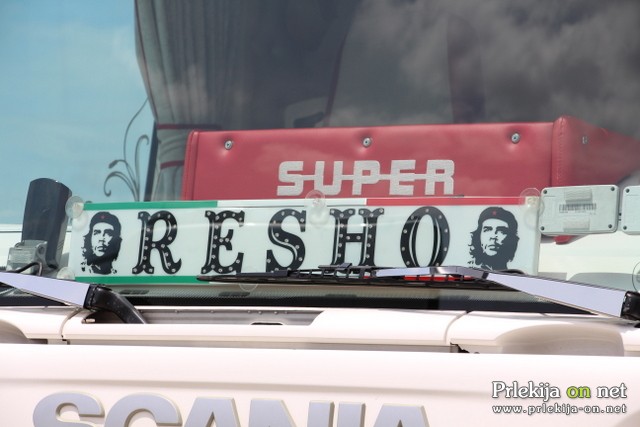 SUPER
RESHO
SCANIA
Prlekija on net
www.prlekija-on.net